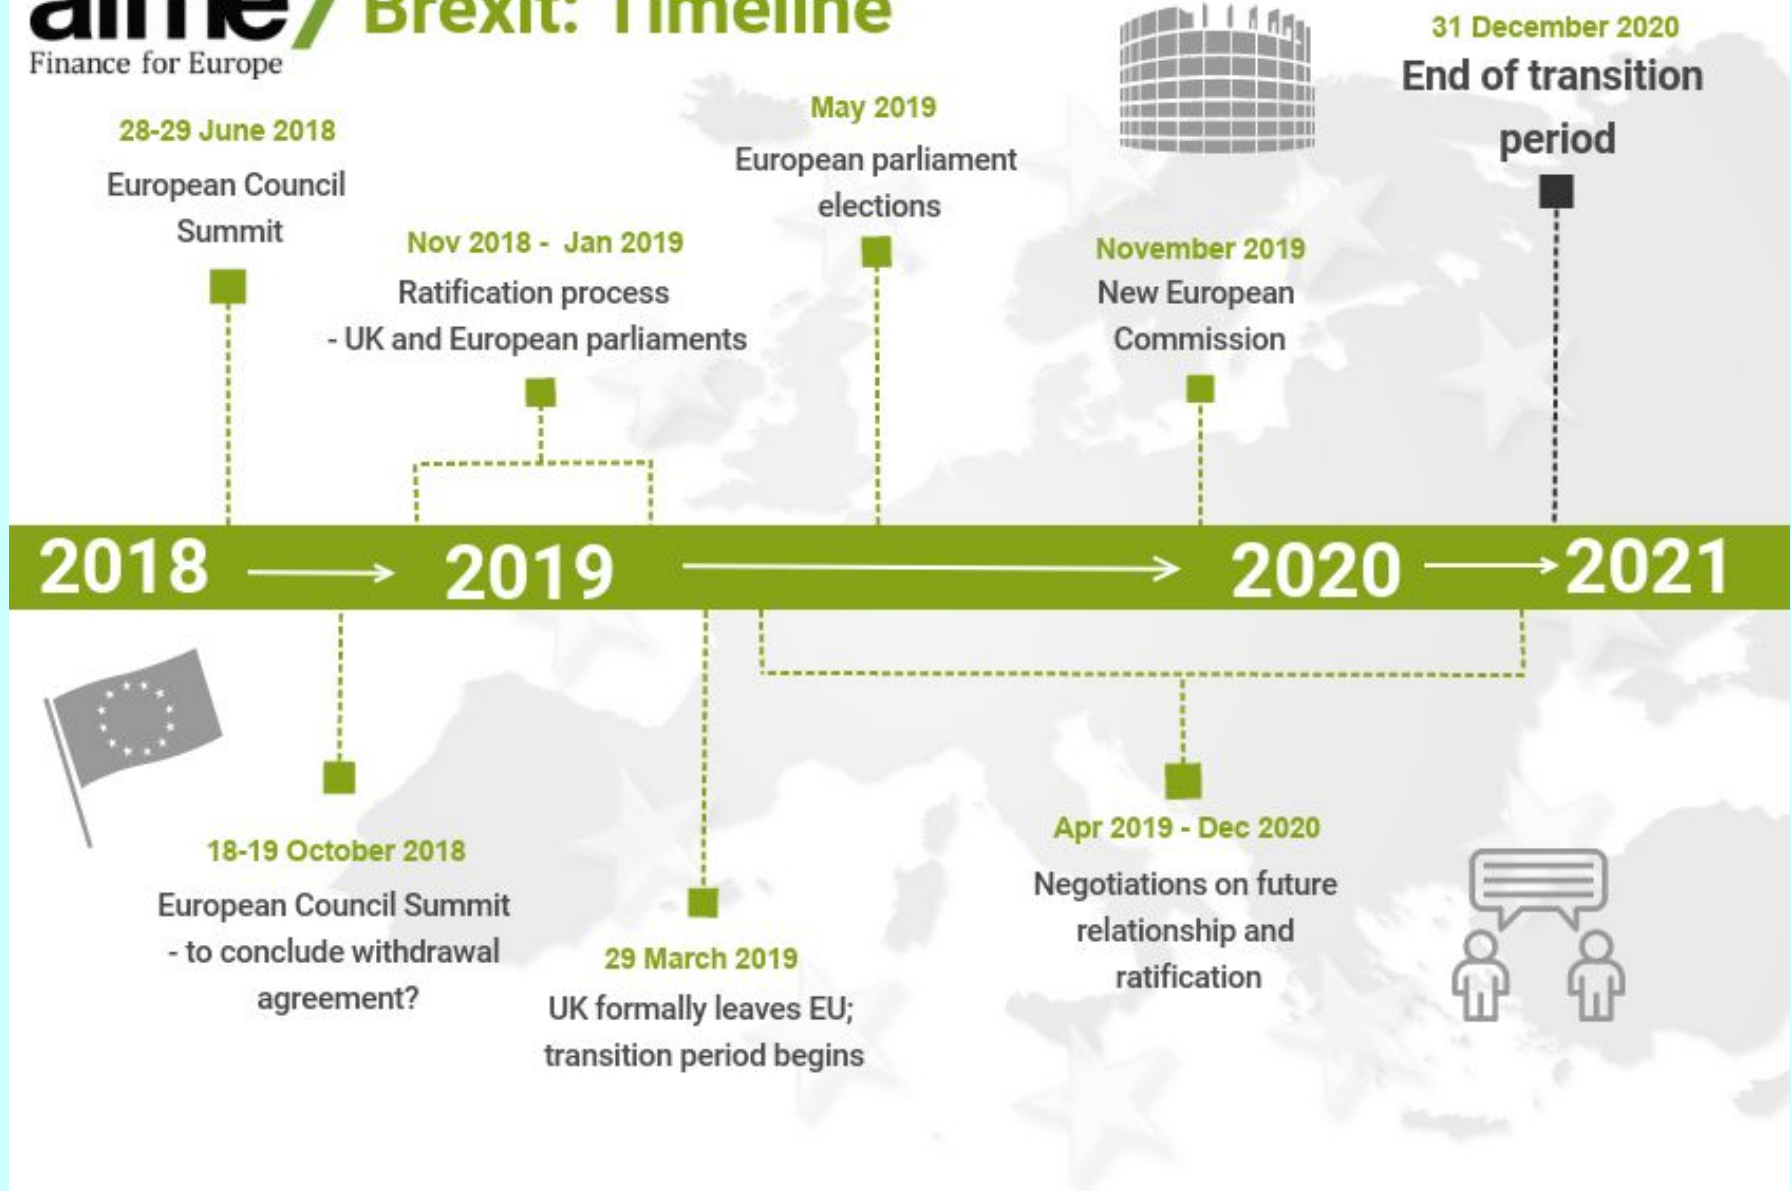 afme/ Brexit: Timeline
Finance for Europe
28-29 June 2018
European Council
Summit
Nov 2018 - Jan 2019
Ratification process
- UK and European parliaments
May 2019
European parliament
elections
November 2019
New European
Commission
31 December 2020
End of transition
period
2018 2019 2020 2021
18-19 October 2018
European Council Summit
- to conclude withdrawal
agreement?
29 March 2019
UK formally leaves EU;
transition period begins
Apr 2019 - Dec 2020
Negotiations on future
relationship and
ratification